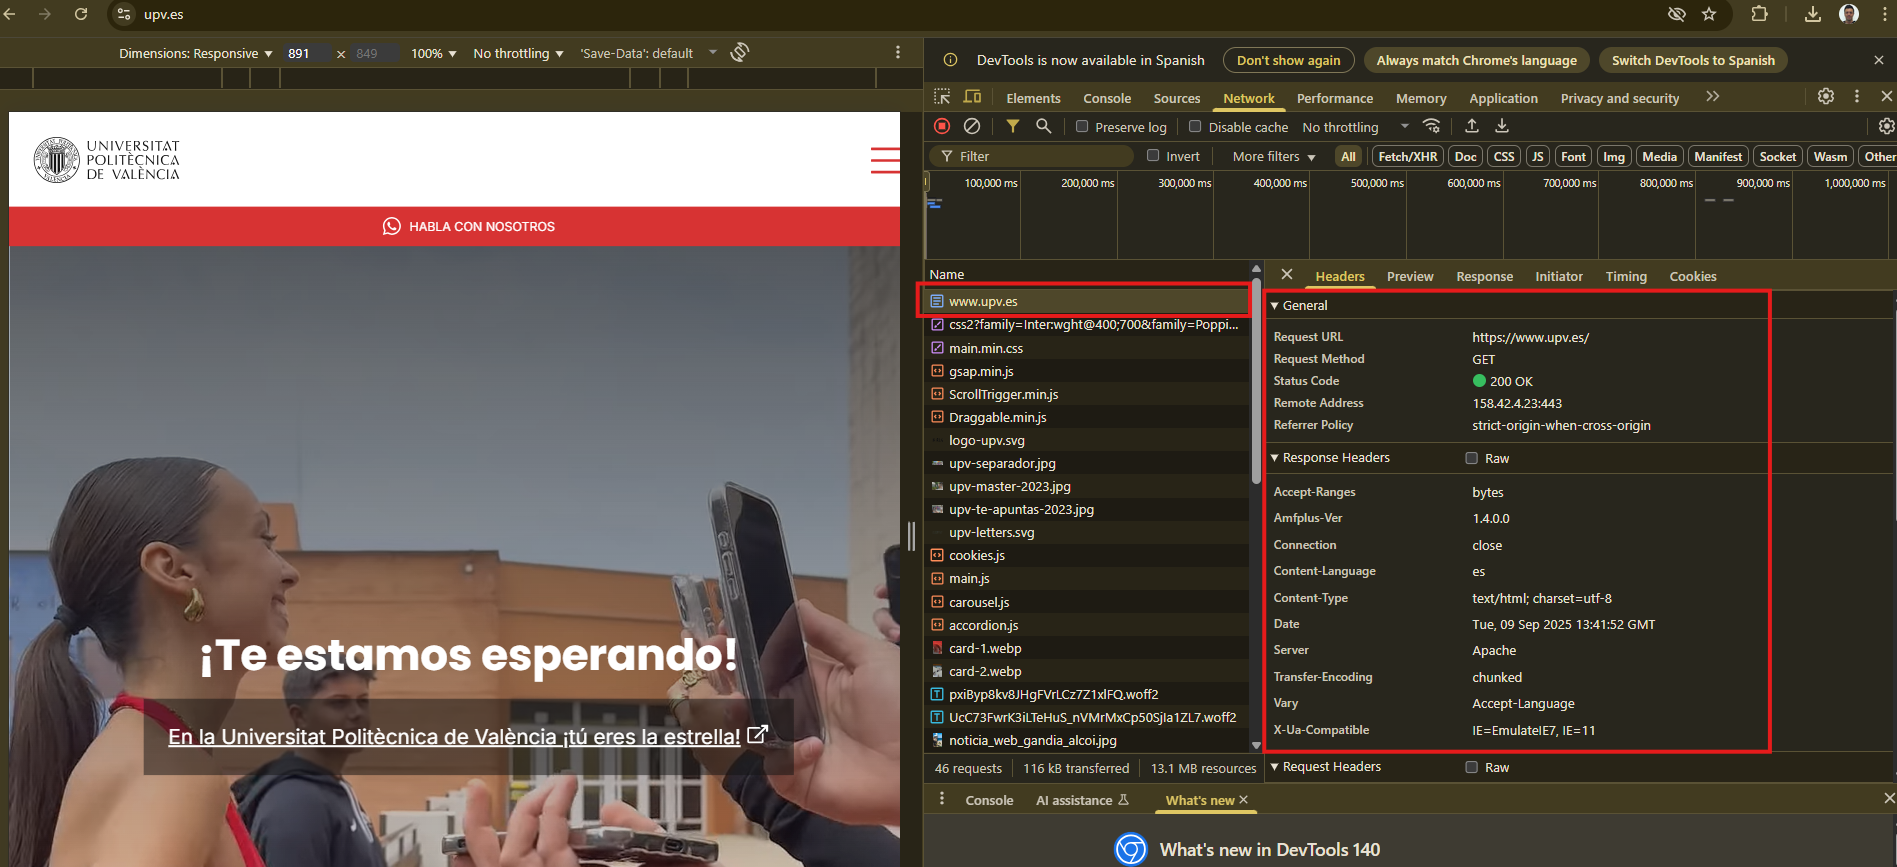 upv.es
Dimensions: Responsive 891 × 849 100% No throttling 'Save-Data': default
DevTools is now available in Spanish Don't show again Always match Chrome's language Switch DevTools to Spanish
Elements Console Sources Network Performance Memory Application Privacy and security
Preserve log Disable cache No throttling
Filter Invert More filters All Fetch/XHR Doc CSS JS Font Img Media Manifest Socket Wasm Other
100,000 ms 200,000 ms 300,000 ms 400,000 ms 500,000 ms 600,000 ms 700,000 ms 800,000 ms 900,000 ms 1,000,000 ms
UNIVERSITAT
POLITÈCNICA
DE VALÈNCIA
HABLA CON NOSOTROS
¡Te estamos esperando!
En la Universitat Politècnica de València ¡tú eres la estrella!
Name
www.upv.es
css2?family=Inter:wght@400;700&family=Poppi...
main.min.css
gsap.min.js
ScrollTrigger.min.js
Draggable.min.js
logo-upv.svg
upv-separador.jpg
upv-master-2023.jpg
upv-te-apuntas-2023.jpg
upv-letters.svg
cookies.js
main.js
carousel.js
accordion.js
card-1.webp
card-2.webp
pxiByp8kv8JHgFVrLCz7Z1xlFQ.woff2
UcC73FwrK3iLTeHuS_nVMrMxCp50SjIa1ZL7.woff2
noticia_web_gandia_alcoi.jpg
46 requests 116 kB transferred 13.1 MB resources
Headers Preview Response Initiator Timing Cookies
General
Request URL https://www.upv.es/
Request Method GET
Status Code 200 OK
Remote Address 158.42.4.23:443
Referrer Policy strict-origin-when-cross-origin
Response Headers Raw
Accept-Ranges bytes
Amfplus-Ver 1.4.0.0
Connection close
Content-Language es
Content-Type text/html; charset=utf-8
Date Tue, 09 Sep 2025 13:41:52 GMT
Server Apache
Transfer-Encoding chunked
Vary Accept-Language
X-Ua-Compatible IE=EmulateIE7, IE=11
Request Headers Raw
Console AI assistance What's new
What's new in DevTools 140